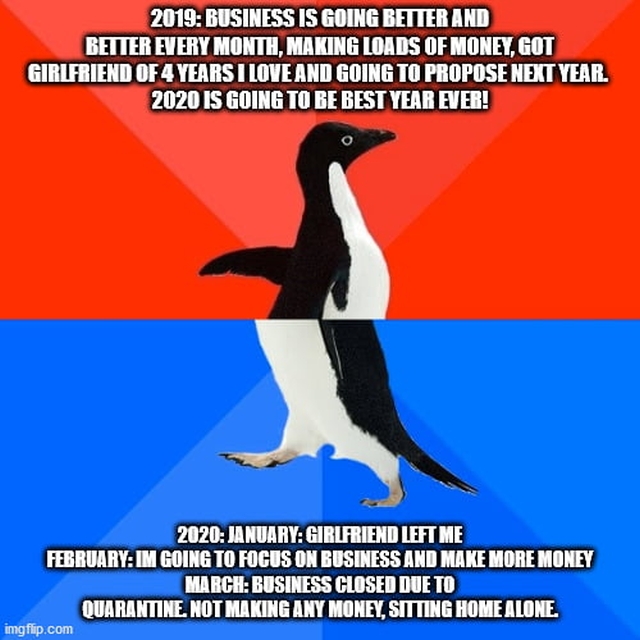 2019: BUSINESS IS GOING BETTER AND
BETTER EVERY MONTH, MAKING LOADS OF MONEY, GOT
GIRLFRIEND OF 4 YEARS I LOVE AND GOING TO PROPOSE NEXT YEAR.
2020 IS GOING TO BE BEST YEAR EVER!
2020: JANUARY: GIRLFRIEND LEFT ME
FEBRUARY: IM GOING TO FOCUS ON BUSINESS AND MAKE MORE MONEY
MARCH: BUSINESS CLOSED DUE TO
QUARANTINE. NOT MAKING ANY MONEY, SITTING HOME ALONE.
imgflip.com